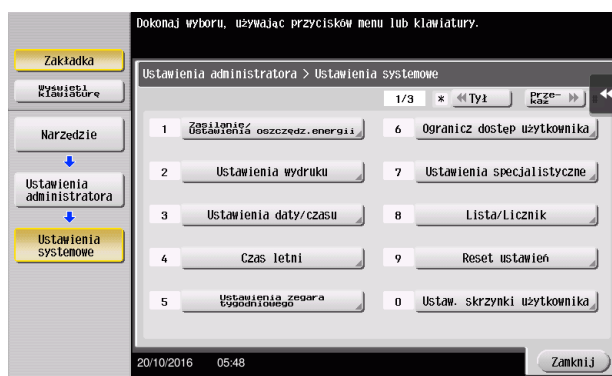 Dokonaj wyboru, używając przycisków menu lub klawiatury.
Zakładka
Wyświetl
klawiaturę
Narzędzie
Ustawienia
administratora
Ustawienia
systemowe
Ustawienia administratora > Ustawienia systemowe
1/3 * Tył Prze-
każ
1 Zasilanie/
Ustawienia oszczędz.energii
2 Ustawienia wydruku
3 Ustawienia daty/czasu
4 Czas letni
5 Ustawienia zegara
tygodniowego
6 Ogranicz dostęp użytkownika
7 Ustawienia specjalistyczne
8 Lista/Licznik
9 Reset ustawień
0 Ustaw. skrzynki użytkownika
20/10/2016 05:48
Zamknij